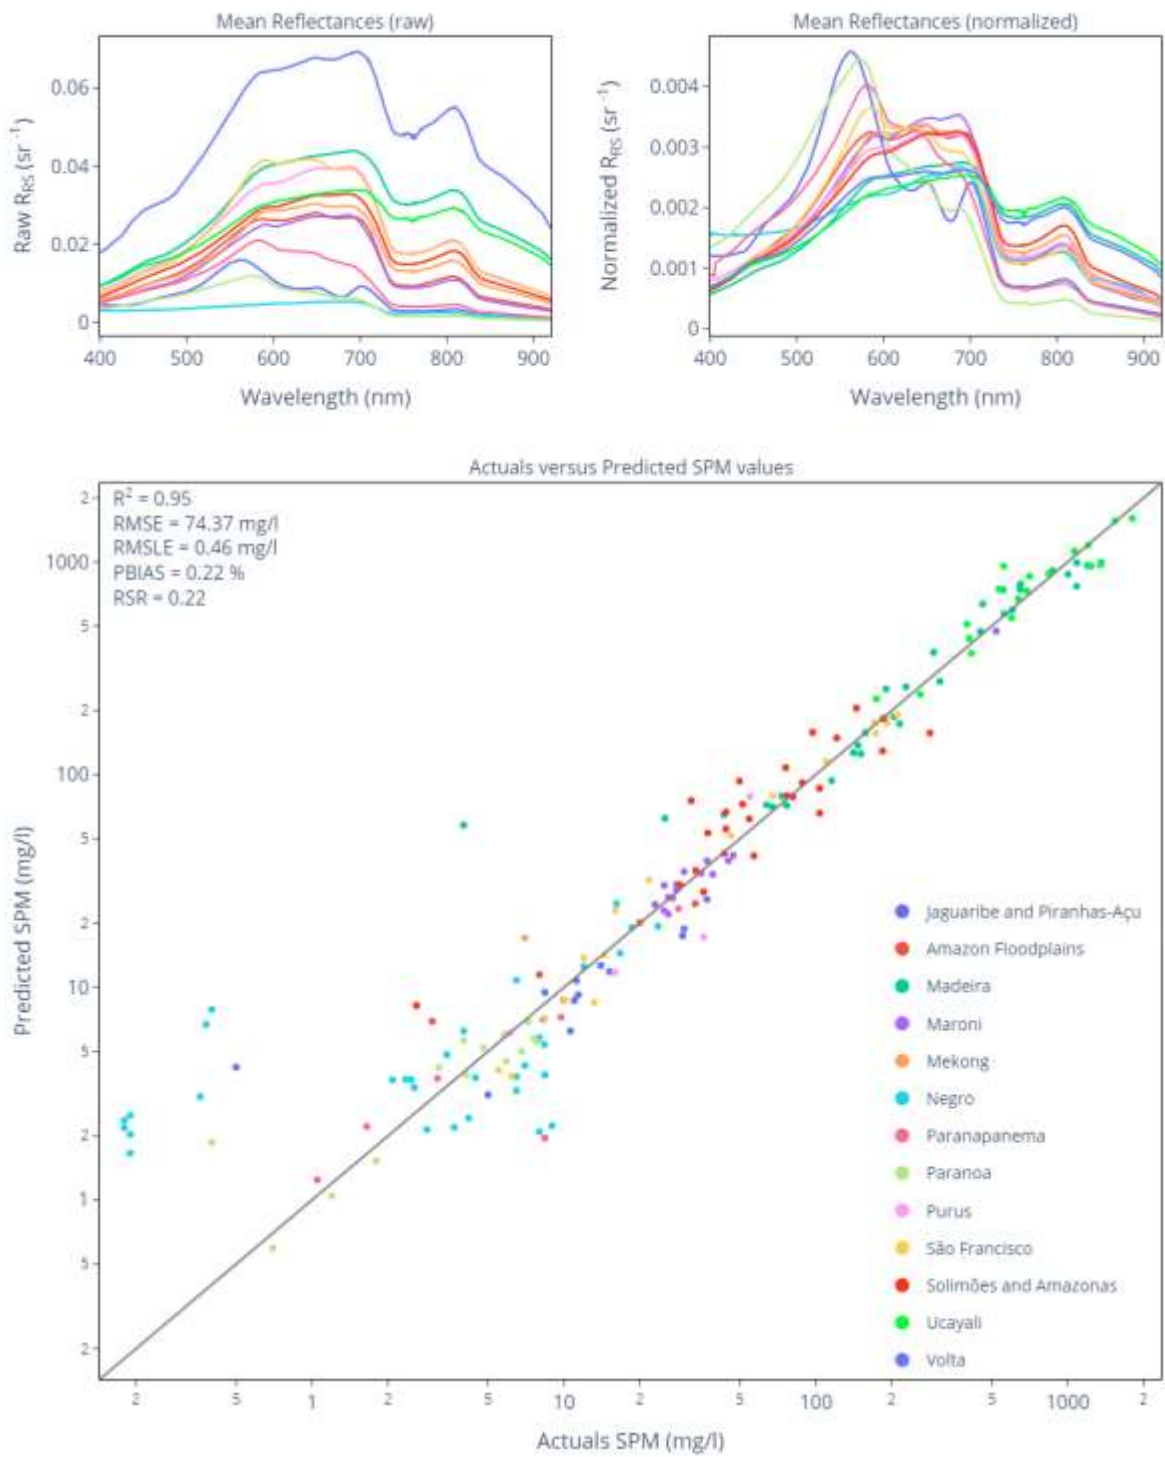 Mean Reflectances (raw)
Raw R_RS (sr⁻¹)
0.06
0.04
0.02
0
400 500 600 700 800 900
Wavelength (nm)
Mean Reflectances (normalized)
Normalized R_RS (sr⁻¹)
0.004
0.003
0.002
0.001
0
400 500 600 700 800 900
Wavelength (nm)
Actuals versus Predicted SPM values
R² = 0.95
RMSE = 74.37 mg/l
RMSLE = 0.46 mg/l
PBIAS = 0.22 %
RSR = 0.22
Predicted SPM (mg/l)
2
1000
5
2
100
5
2
10
5
2
1
5
2
Jaguaribe and Piranhas-Açu
Amazon Floodplains
Madeira
Maroni
Mekong
Negro
Paranapanema
Paranoa
Purus
São Francisco
Solimões and Amazonas
Ucayali
Volta
2 5 1 2 5 10 2 5 100 2 5 1000 2
Actuals SPM (mg/l)